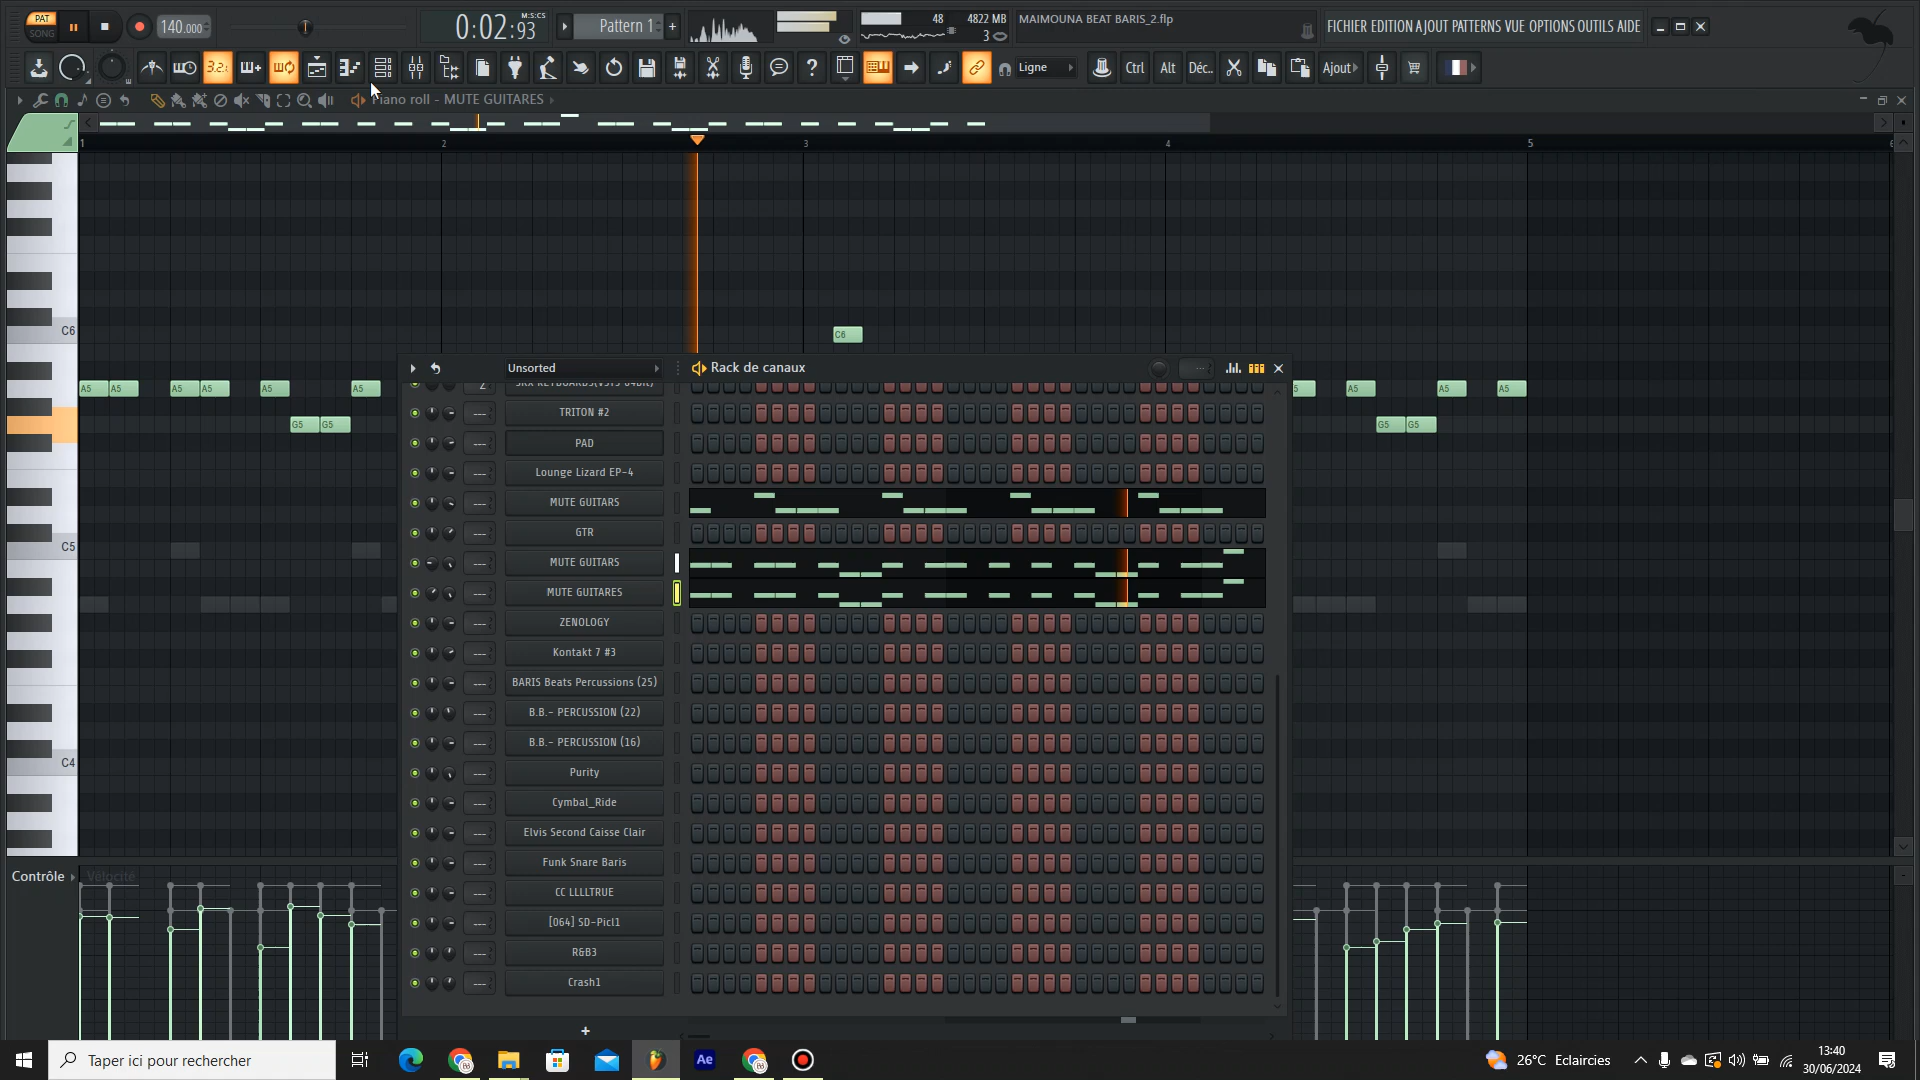 PAT
SONG
140.000
0:02:93
M:S:CS
Pattern 1
+
48
4822 MB
3
MAIMOUNA BEAT BARIS_2.flp
FICHIER EDITION AJOUT PATTERNS VUE OPTIONS OUTILS AIDE
Ligne
Ctrl
Alt
Déc..
Ajout
Piano roll - MUTE GUITARES
1
2
3
4
5
C6
C6
A5 A5
A5 A5
A5
A5
G5 G5
A5
A5
A5
G5 G5
C5
C4
Unsorted
Rack de canaux
TRITON #2
PAD
Lounge Lizard EP-4
MUTE GUITARS
GTR
MUTE GUITARS
MUTE GUITARES
ZENOLOGY
Kontakt 7 #3
BARIS Beats Percussions (25)
B.B.- PERCUSSION (22)
B.B.- PERCUSSION (16)
Purity
Cymbal_Ride
Elvis Second Caisse Clair
Funk Snare Baris
CC LLLLTRUE
[064] SD-Picl1
R&B3
Crash1
+
Contrôle
Vélocité
Taper ici pour rechercher
Ae
26°C Eclaircies
13:40
30/06/2024